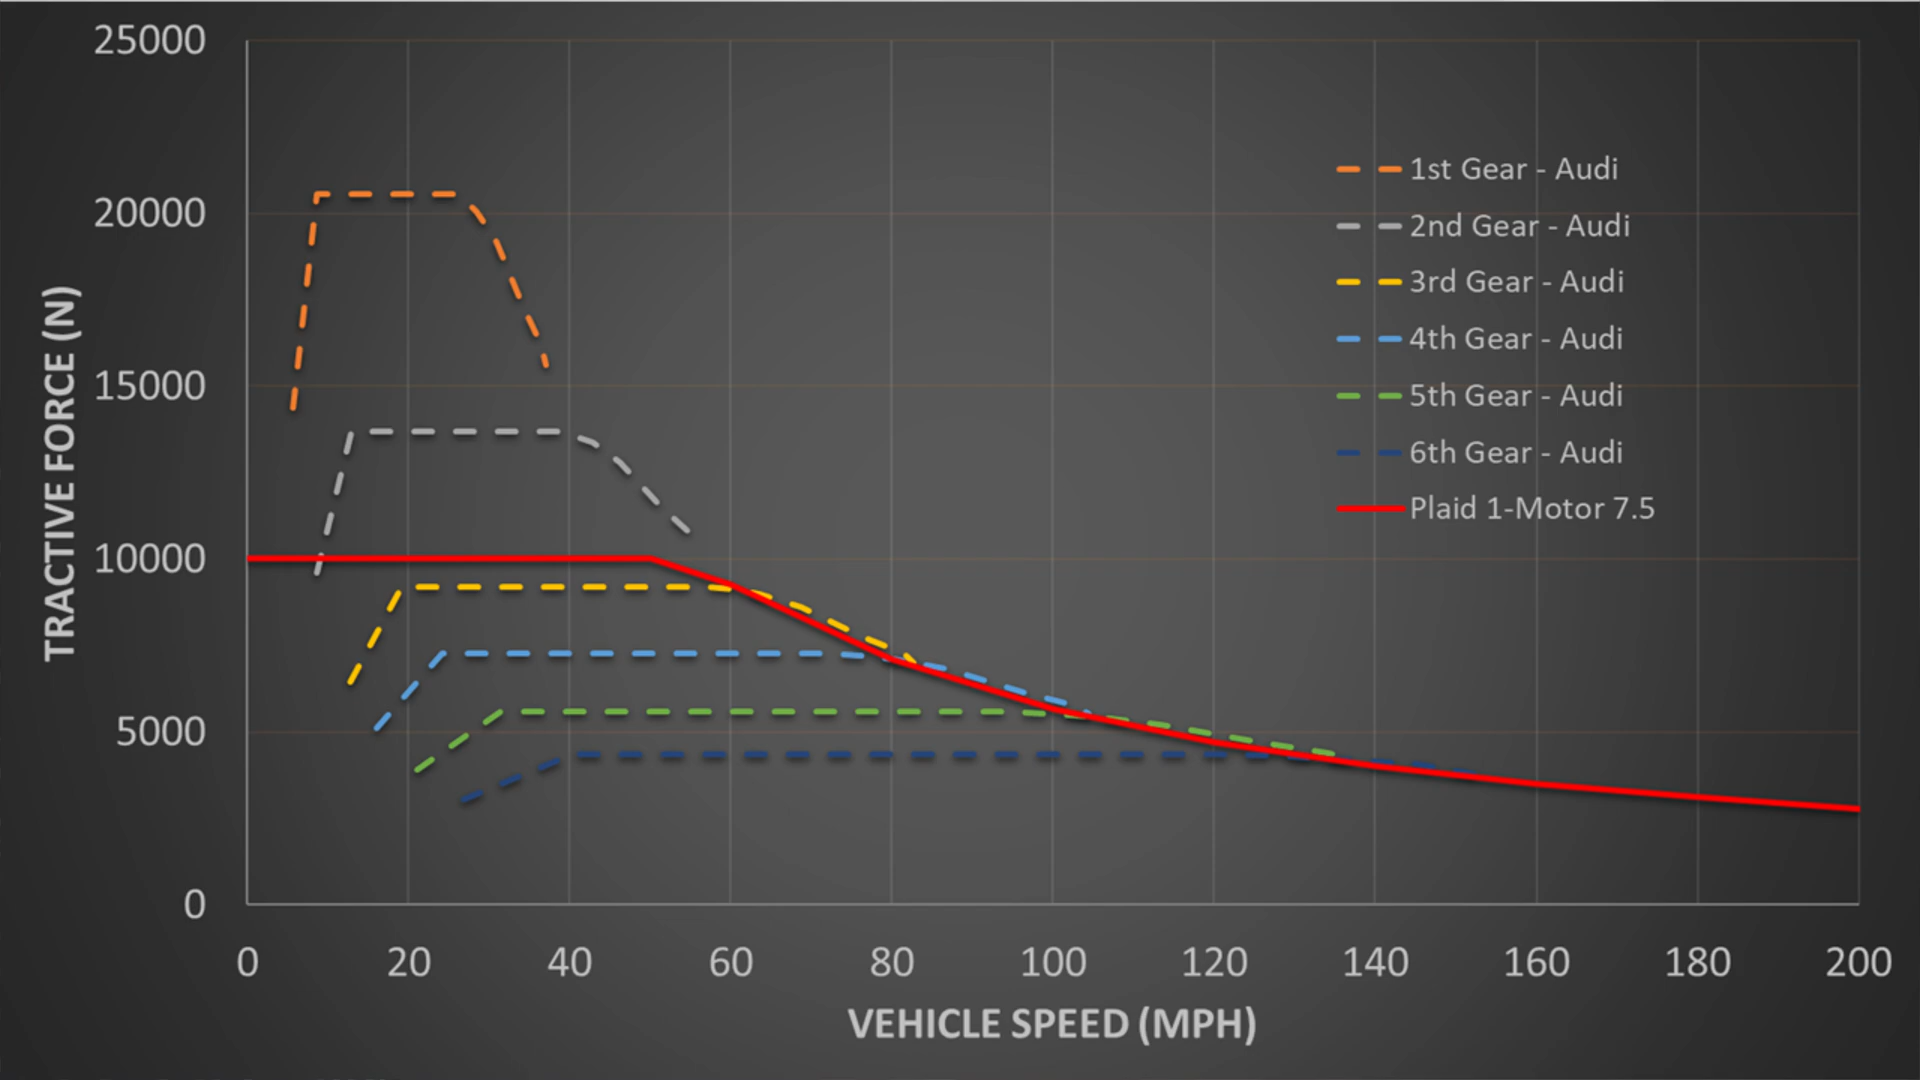 25000
20000
15000
10000
5000
0
TRACTIVE FORCE (N)
1st Gear - Audi
2nd Gear - Audi
3rd Gear - Audi
4th Gear - Audi
5th Gear - Audi
6th Gear - Audi
Plaid 1-Motor 7.5
0 20 40 60 80 100 120 140 160 180 200
VEHICLE SPEED (MPH)